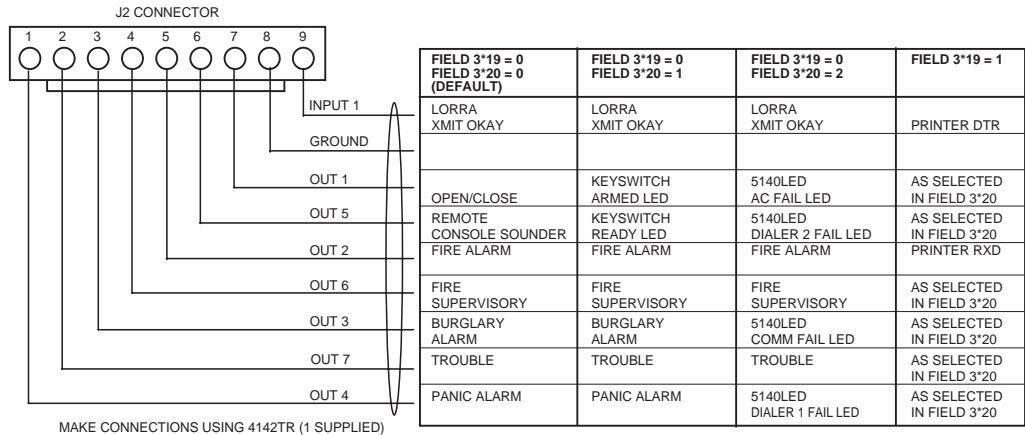 J2 CONNECTOR
1 2 3 4 5 6 7 8 9
FIELD 3*19 = 0
FIELD 3*20 = 0
(DEFAULT)
FIELD 3*19 = 0
FIELD 3*20 = 1
FIELD 3*19 = 0
FIELD 3*20 = 2
FIELD 3*19 = 1
INPUT 1
LORRA
XMIT OKAY
LORRA
XMIT OKAY
LORRA
XMIT OKAY
PRINTER DTR
GROUND
OUT 1
OPEN/CLOSE
KEYSWITCH
ARMED LED
5140LED
AC FAIL LED
AS SELECTED
IN FIELD 3*20
OUT 5
REMOTE
CONSOLE SOUNDER
KEYSWITCH
READY LED
5140LED
DIALER 2 FAIL LED
AS SELECTED
IN FIELD 3*20
OUT 2
FIRE ALARM
FIRE ALARM
FIRE ALARM
PRINTER RXD
OUT 6
FIRE
SUPERVISORY
FIRE
SUPERVISORY
FIRE
SUPERVISORY
AS SELECTED
IN FIELD 3*20
OUT 3
BURGLARY
ALARM
BURGLARY
ALARM
5140LED
COMM FAIL LED
AS SELECTED
IN FIELD 3*20
OUT 7
TROUBLE
TROUBLE
TROUBLE
AS SELECTED
IN FIELD 3*20
OUT 4
PANIC ALARM
PANIC ALARM
5140LED
DIALER 1 FAIL LED
AS SELECTED
IN FIELD 3*20
MAKE CONNECTIONS USING 4142TR (1 SUPPLIED)